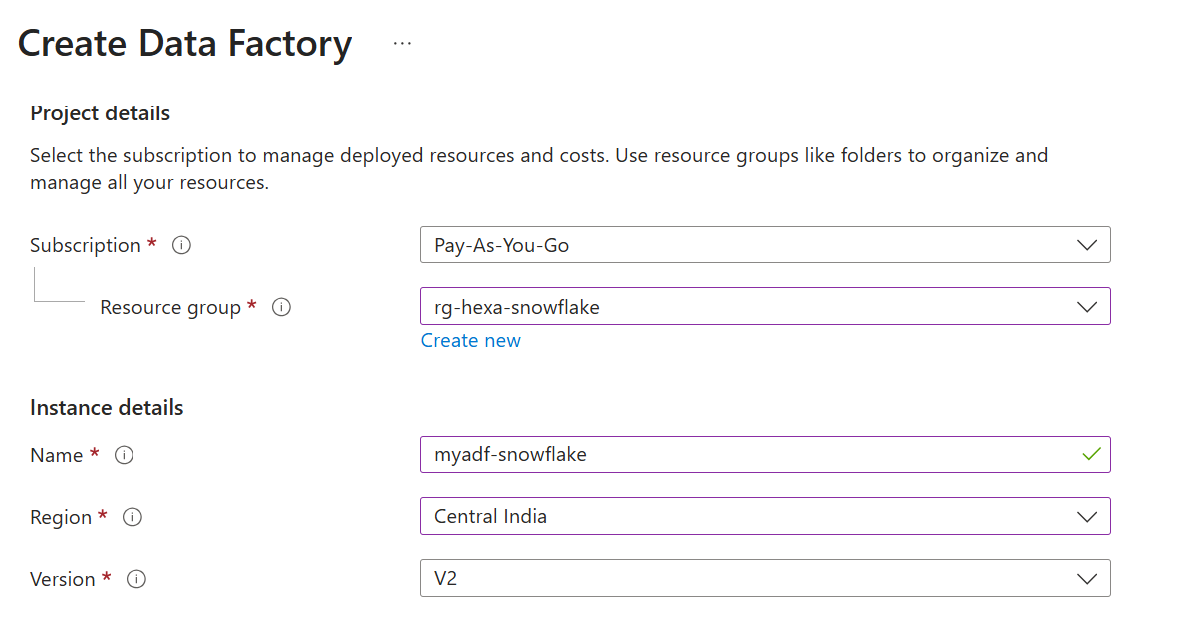 Create Data Factory ...
Project details
Select the subscription to manage deployed resources and costs. Use resource groups like folders to organize and
manage all your resources.
Subscription * Pay-As-You-Go
Resource group * rg-hexa-snowflake
Create new
Instance details
Name * myadf-snowflake
Region * Central India
Version * V2